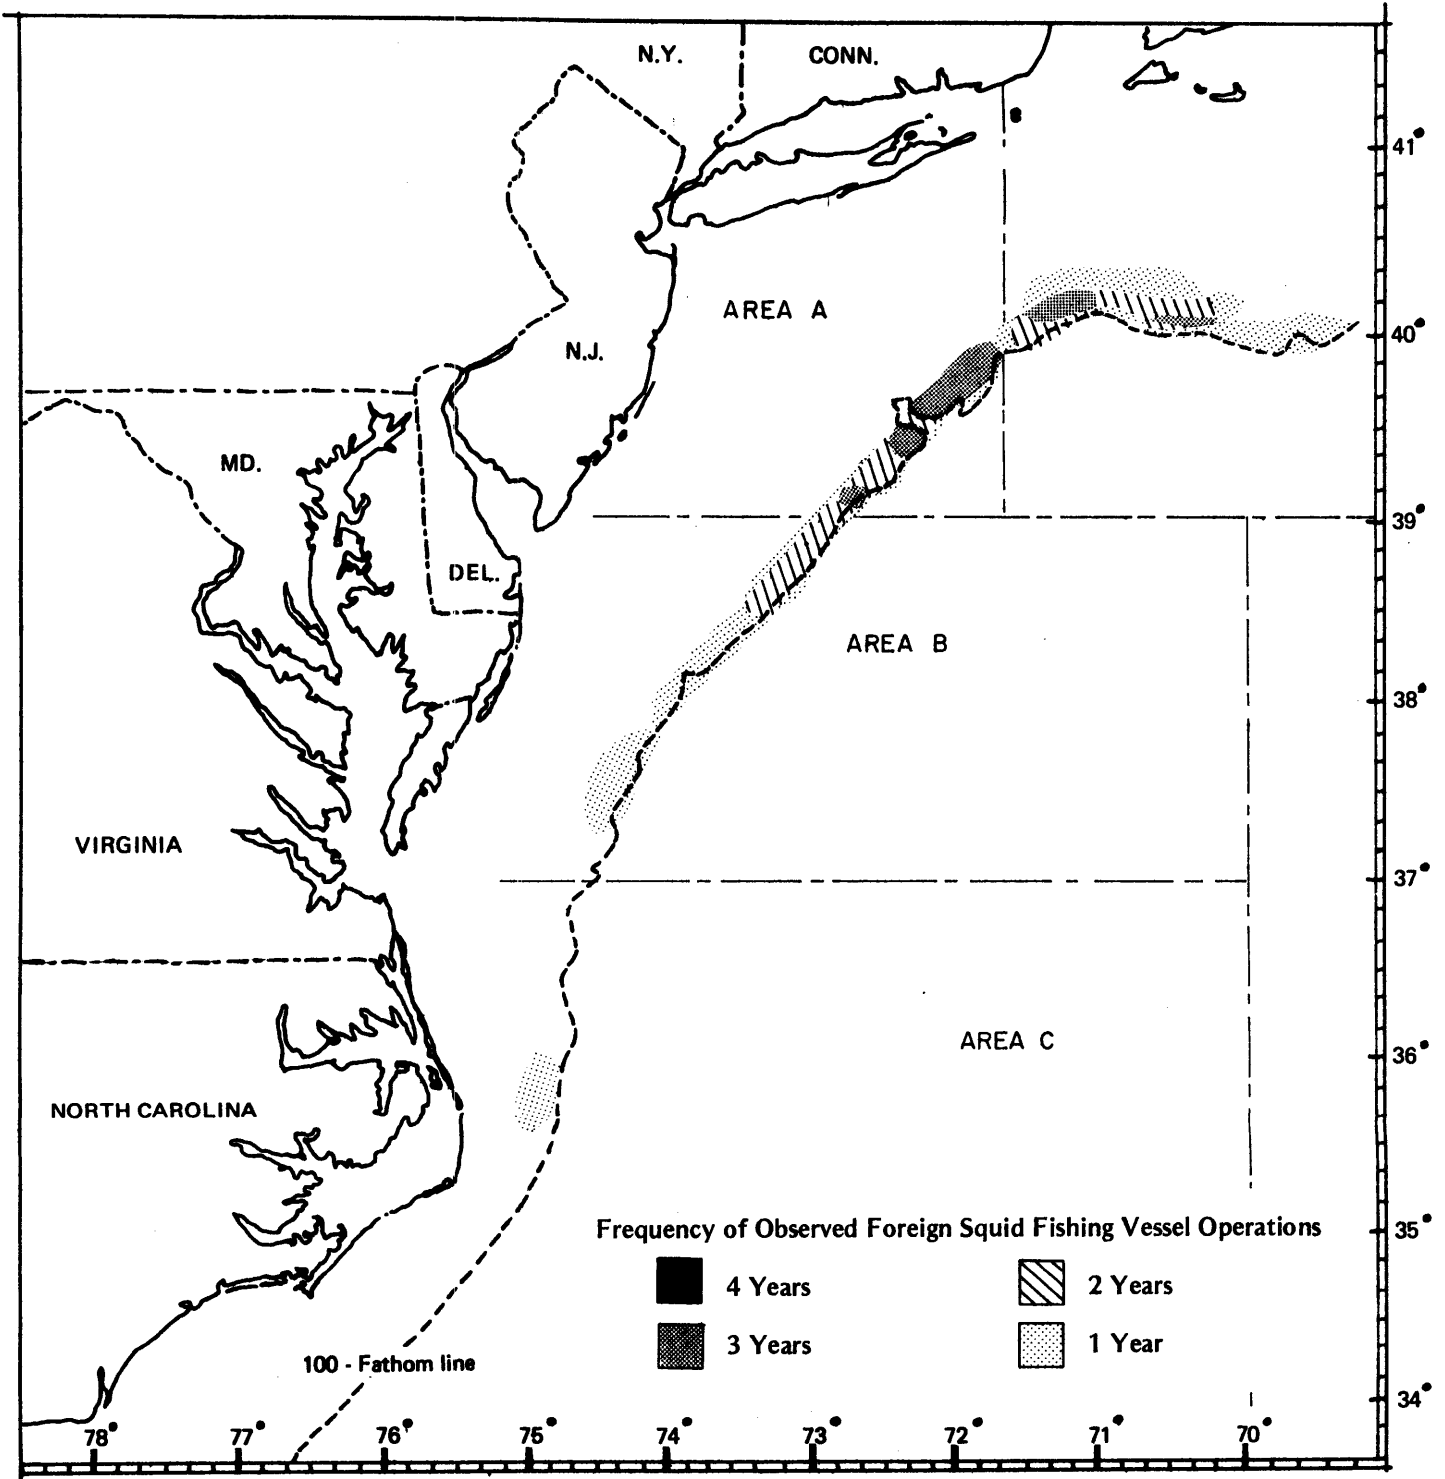 N.Y.
CONN.
41°
AREA A
40°
N.J.
MD.
39°
DEL.
AREA B
38°
VIRGINIA
37°
AREA C
36°
NORTH CAROLINA
Frequency of Observed Foreign Squid Fishing Vessel Operations
35°
4 Years
2 Years
3 Years
1 Year
100 - Fathom line
34°
78° 77° 76° 75° 74° 73° 72° 71° 70°